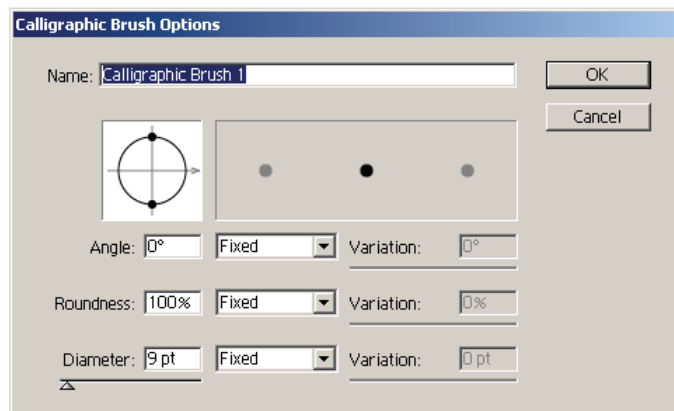 Calligraphic Brush Options
Name: Calligraphic Brush 1 OK
Cancel
Angle: 0° Fixed Variation: 0°
Roundness: 100% Fixed Variation: 0%
Diameter: 9 pt Fixed Variation: 0 pt